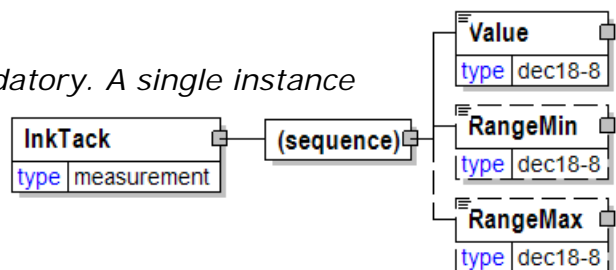 datory. A single instance
InkTack
type measurement
(sequence)
Value
type dec18-8
RangeMin
type dec18-8
RangeMax
type dec18-8